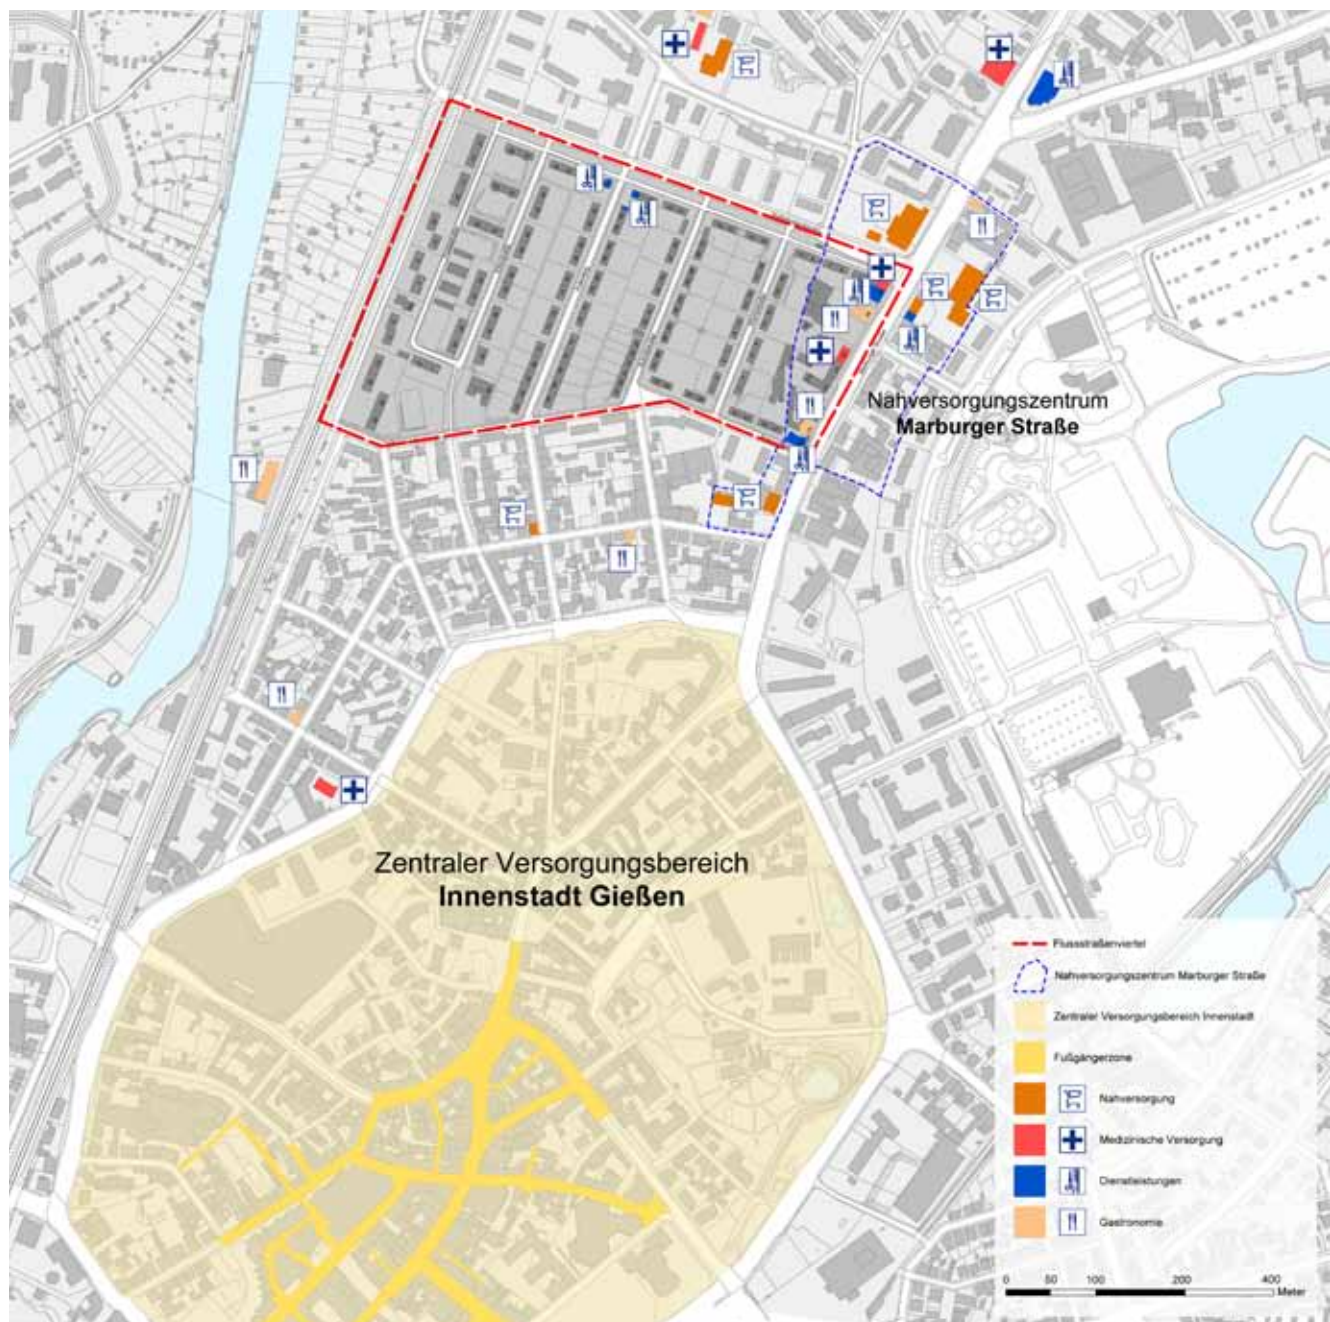 Nahversorgungszentrum
Marburger Straße
Zentraler Versorgungsbereich
Innenstadt Gießen
Flussstraßenviertel
Nahversorgungszentrum Marburger Straße
Zentraler Versorgungsbereich Innenstadt
Fußgängerzone
Nahversorgung
Medizinische Versorgung
Dienstleistungen
Gastronomie
0 50 100 200 400
Meter